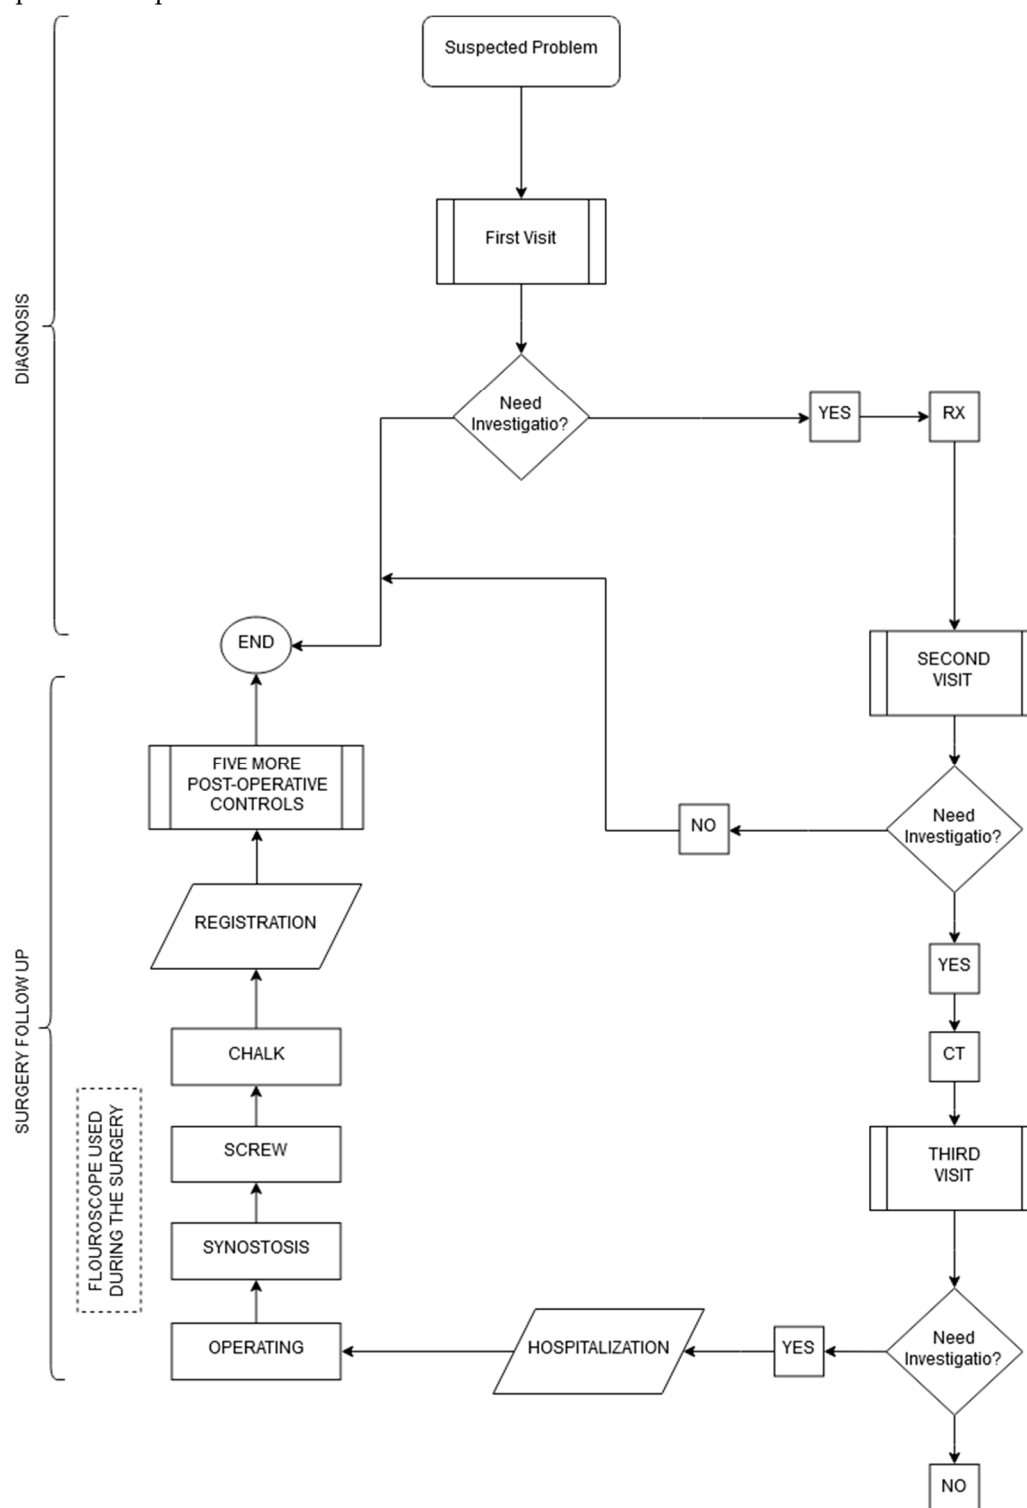 Suspected Problem
First Visit
DIAGNOSIS
Need
Investigatio?
YES
RX
END
SECOND
VISIT
FIVE MORE
POST-OPERATIVE
CONTROLS
NO
Need
Investigatio?
REGISTRATION
YES
SURGERY FOLLOW UP
CHALK
CT
FLOUROSCOPE USED
DURING THE SURGERY
SCREW
THIRD
VISIT
SYNOSTOSIS
OPERATING
HOSPITALIZATION
YES
Need
Investigatio?
NO